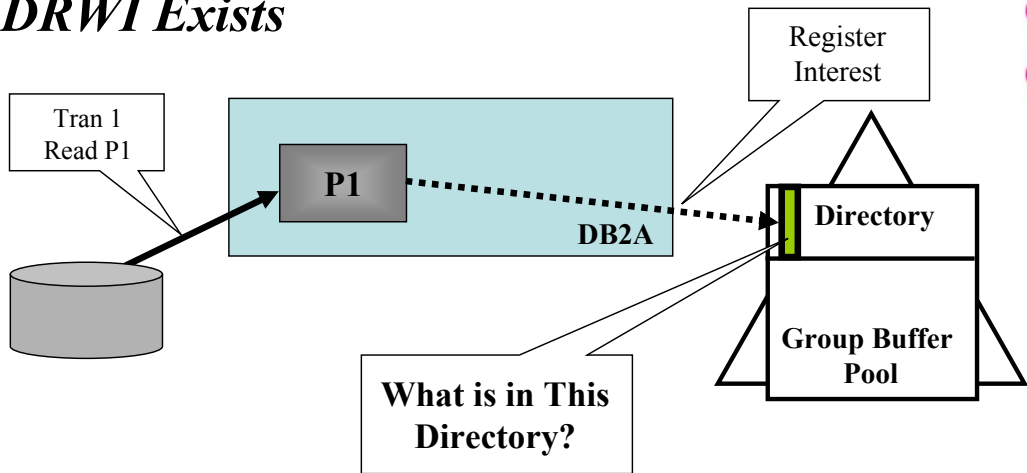 DRWI Exists
Register
Interest
Tran 1
Read P1
P1
DB2A
Directory
Group Buffer
Pool
What is in This
Directory?